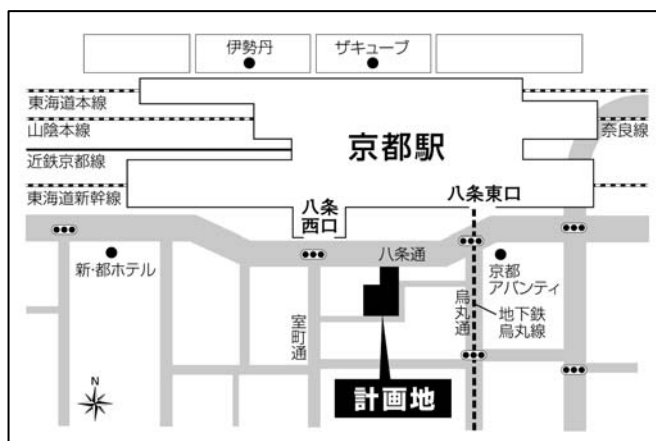 伊勢丹
ザキューブ
東海道本線
山陰本線
近鉄京都線
東海道新幹線
京都駅
奈良線
八条
西口
八条東口
新・都ホテル
八条通
京都
アバンティ
室町通
烏丸通
地下鉄
烏丸線
計画地
N